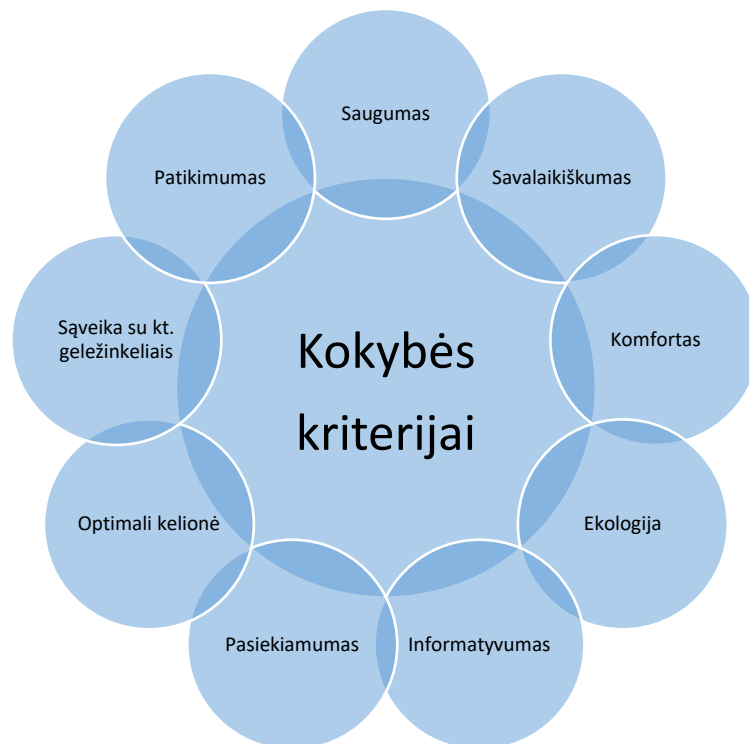 Saugumas
Savalaikiškumas
Komfortas
Ekologija
Informatyvumas
Pasiekiamumas
Optimali kelionė
Sąveika su kt.
geležinkeliais
Patikimumas
Kokybės
kriterijai